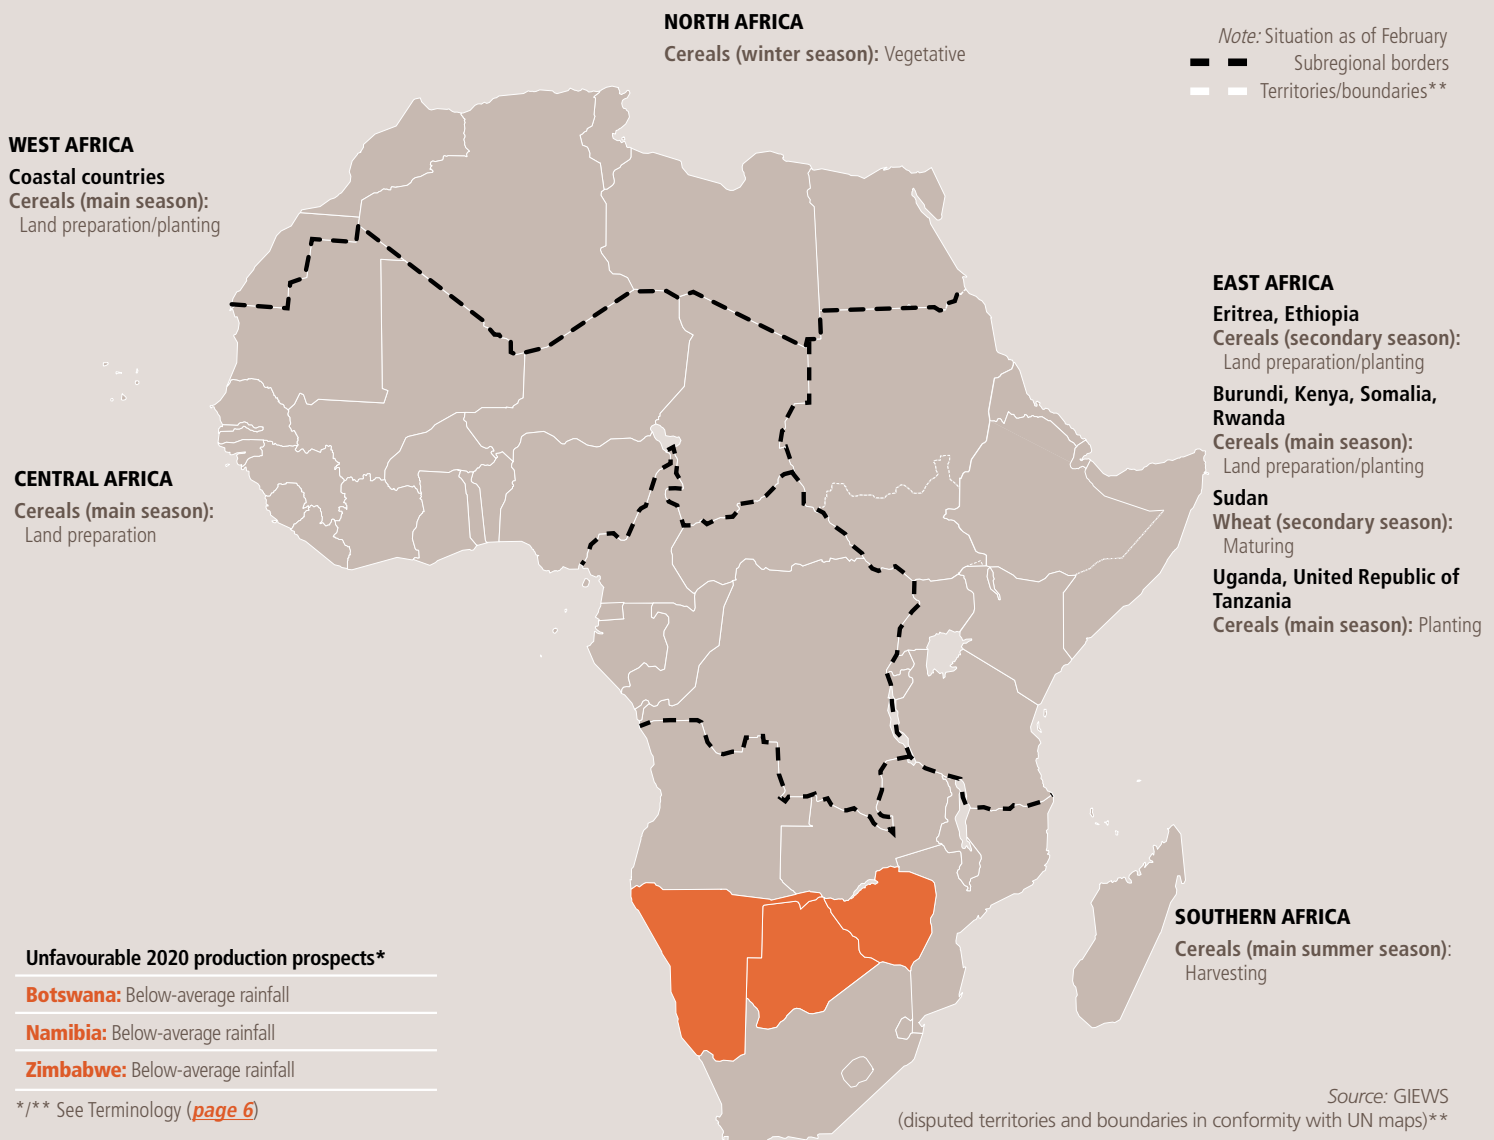 NORTH AFRICA
Cereals (winter season): Vegetative
Note: Situation as of February
Subregional borders
Territories/boundaries**
WEST AFRICA
Coastal countries
Cereals (main season):
Land preparation/planting
CENTRAL AFRICA
Cereals (main season):
Land preparation
EAST AFRICA
Eritrea, Ethiopia
Cereals (secondary season):
Land preparation/planting
Burundi, Kenya, Somalia,
Rwanda
Cereals (main season):
Land preparation/planting
Sudan
Wheat (secondary season):
Maturing
Uganda, United Republic of
Tanzania
Cereals (main season): Planting
SOUTHERN AFRICA
Cereals (main summer season):
Harvesting
Unfavourable 2020 production prospects*
Botswana: Below-average rainfall
Namibia: Below-average rainfall
Zimbabwe: Below-average rainfall
*/** See Terminology (page 6)
Source: GIEWS
(disputed territories and boundaries in conformity with UN maps)**